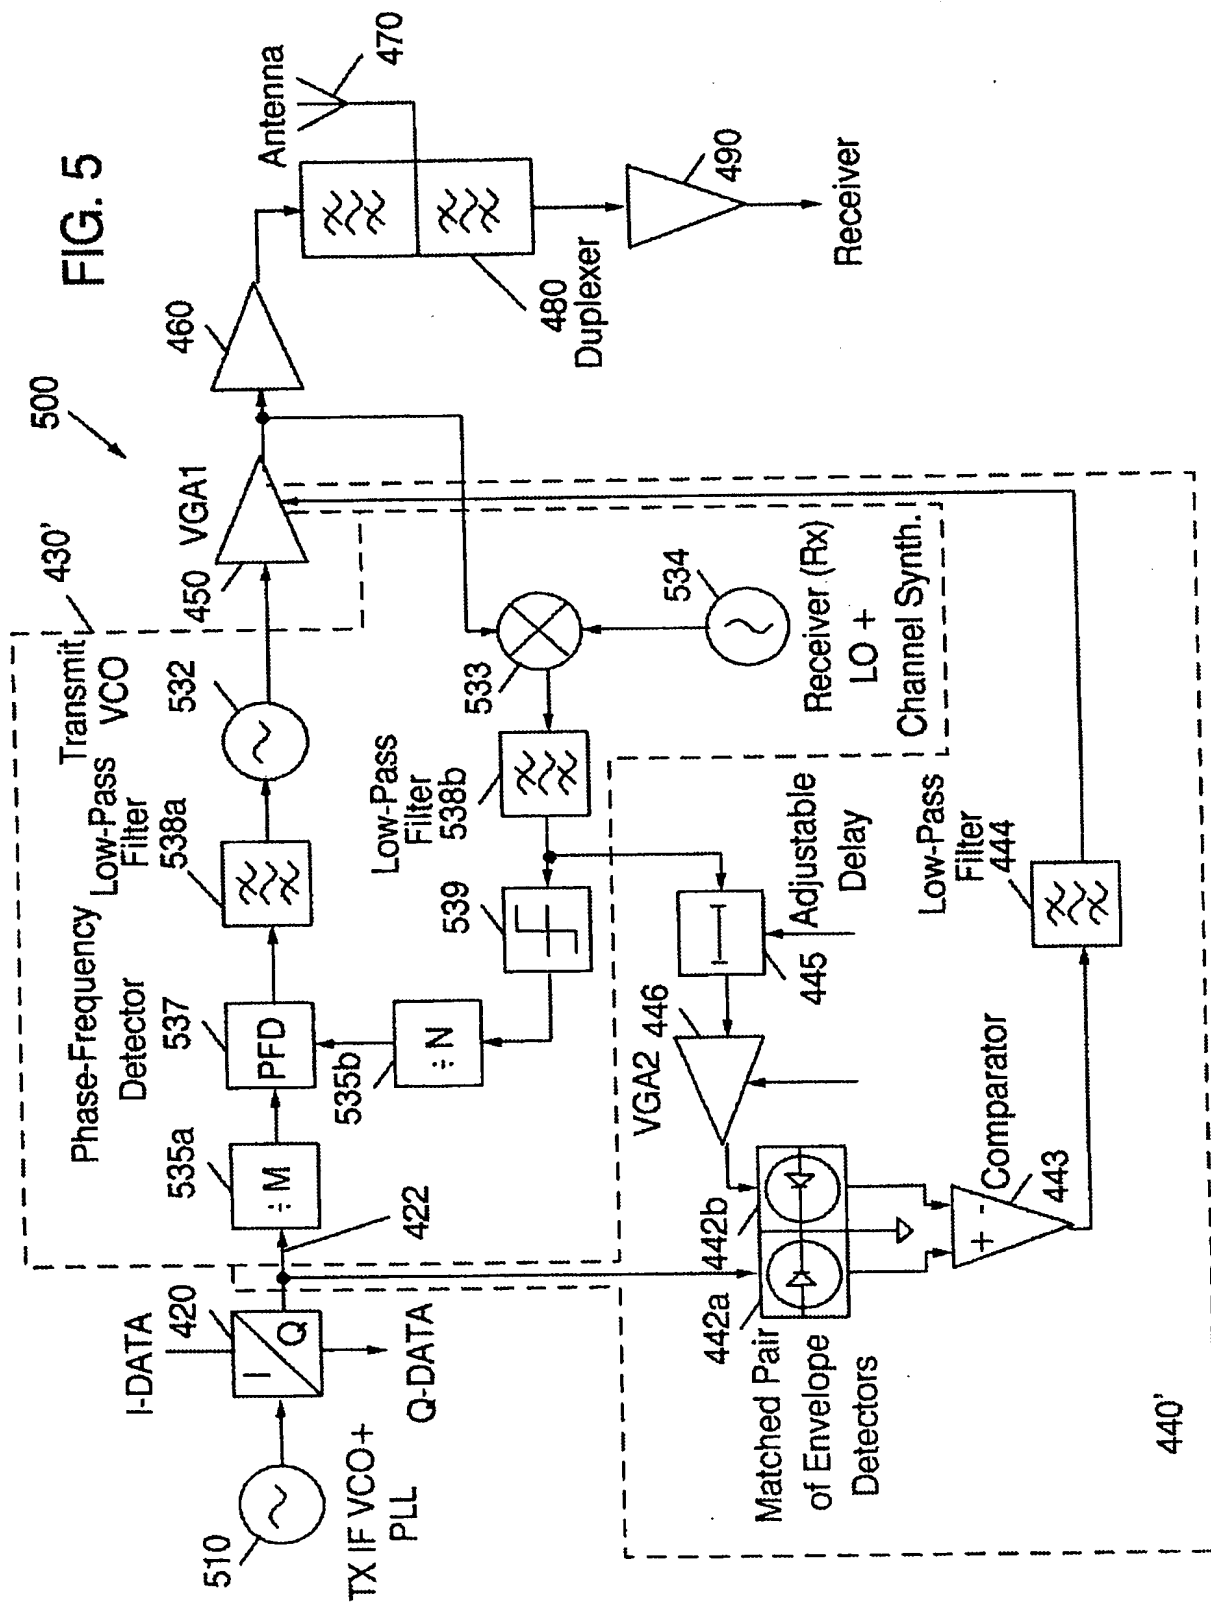 FIG. 5
500
430'
Phase-Frequency
Detector
537
PFD
Low-Pass
Filter
538a
Transmit
VCO
532
VGA1
450
460
Antenna
470
480
Duplexer
490
Receiver
I-DATA
420
I
Q
Q-DATA
510
TX IF VCO+
PLL
422
535a
÷M
535b
÷N
539
Low-Pass
Filter
538b
533
534
Receiver (Rx)
LO +
Channel Synth.
Adjustable
Delay
445
446
VGA2
442a
442b
Matched Pair
of Envelope
Detectors
+
-
Comparator
443
Low-Pass
Filter
444
440'